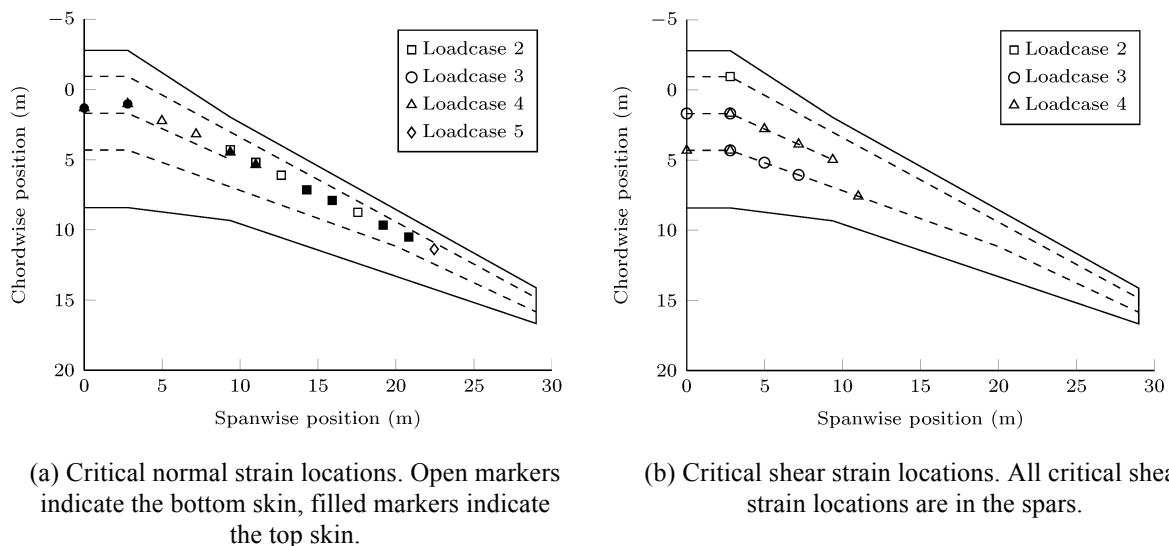 −5
0
5
10
15
20
0
5
10
15
20
25
30
Chordwise position (m)
Spanwise position (m)
Loadcase 2
Loadcase 3
Loadcase 4
Loadcase 5
(a) Critical normal strain locations. Open markers
indicate the bottom skin, filled markers indicate
the top skin.
−5
0
5
10
15
20
0
5
10
15
20
25
30
Chordwise position (m)
Spanwise position (m)
Loadcase 2
Loadcase 3
Loadcase 4
(b) Critical shear strain locations. All critical shea
strain locations are in the spars.